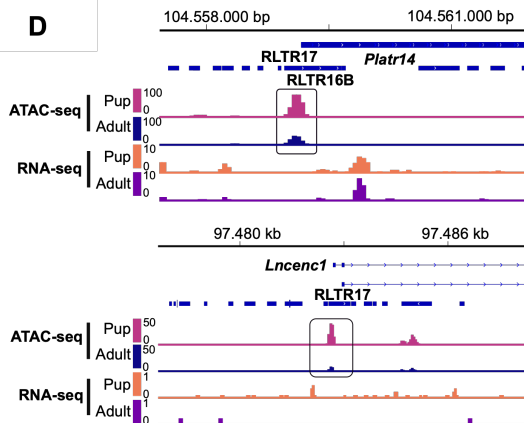 D
104.558.000 bp 104.561.000 bp
Platr14
RLTR17
RLTR16B
ATAC-seq Pup 100 0
Adult 100 0
RNA-seq Pup 10 0
Adult 10 0
97.480 kb 97.486 kb
Lncenc1
RLTR17
ATAC-seq Pup 50 0
Adult 50 0
RNA-seq Pup 1 0
Adult 1 0